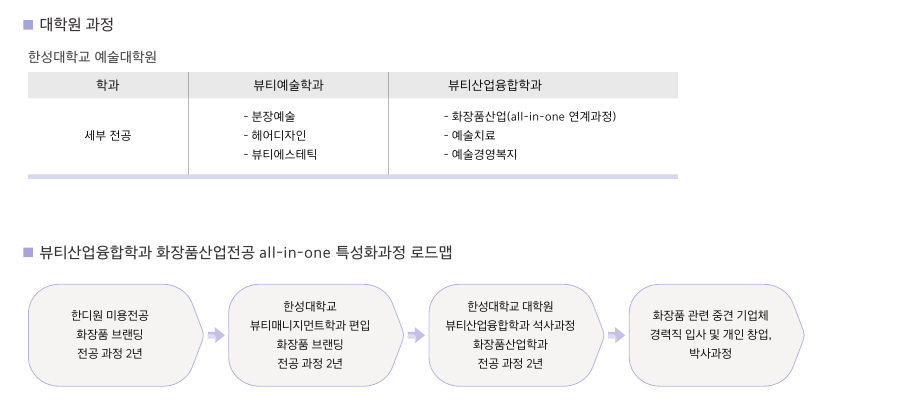 대학원 과정
한성대학교 예술대학원
학과 뷰티예술학과 뷰티산업융합학과
세부 전공
- 분장예술
- 헤어디자인
- 뷰티에스테틱
- 화장품산업(all-in-one 연계과정)
- 예술치료
- 예술경영복지
뷰티산업융합학과 화장품산업전공 all-in-one 특성화과정 로드맵
한디원 미용전공
화장품 브랜딩
전공 과정 2년
한성대학교
뷰티매니지먼트학과 편입
화장품 브랜딩
전공 과정 2년
한성대학교 대학원
뷰티산업융합학과 석사과정
화장품산업학과
전공 과정 2년
화장품 관련 중견 기업체
경력직 입사 및 개인 창업,
박사과정